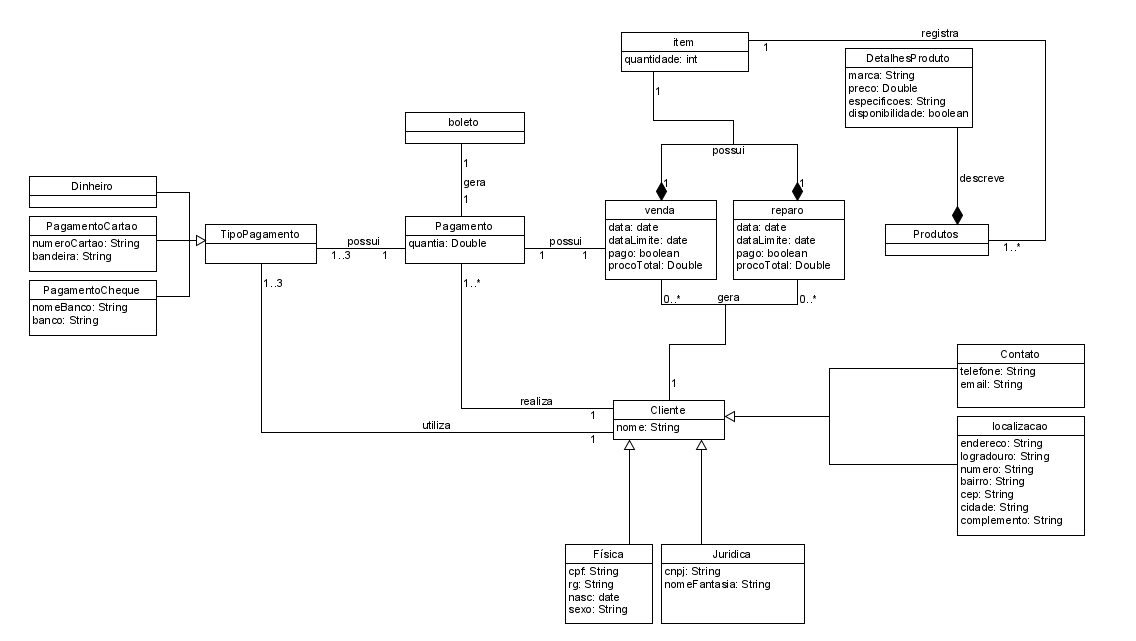 registra
item
1
quantidade: int
DetalhesProduto
marca: String
preco: Double
especificoes: String
disponibilidade: boolean
1
boleto
possui
1
gera
1
descreve
Dinheiro
1
1
PagamentoCartao
numeroCartao: String
bandeira: String
TipoPagamento
possui
1..3
1
Pagamento
quantia: Double
possui
1
1
venda
data: date
dataLimite: date
pago: boolean
procoTotal: Double
reparo
data: date
dataLimite: date
pago: boolean
procoTotal: Double
Produtos
1..*
PagamentoCheque
nomeBanco: String
banco: String
1..3
1..*
0..*
gera
0..*
Contato
telefone: String
email: String
1
realiza
1
Cliente
nome: String
utiliza
1
localizacao
endereco: String
logradouro: String
numero: String
bairro: String
cep: String
cidade: String
complemento: String
Física
cpf: String
rg: String
nasc: date
sexo: String
Juridica
cnpj: String
nomeFantasia: String